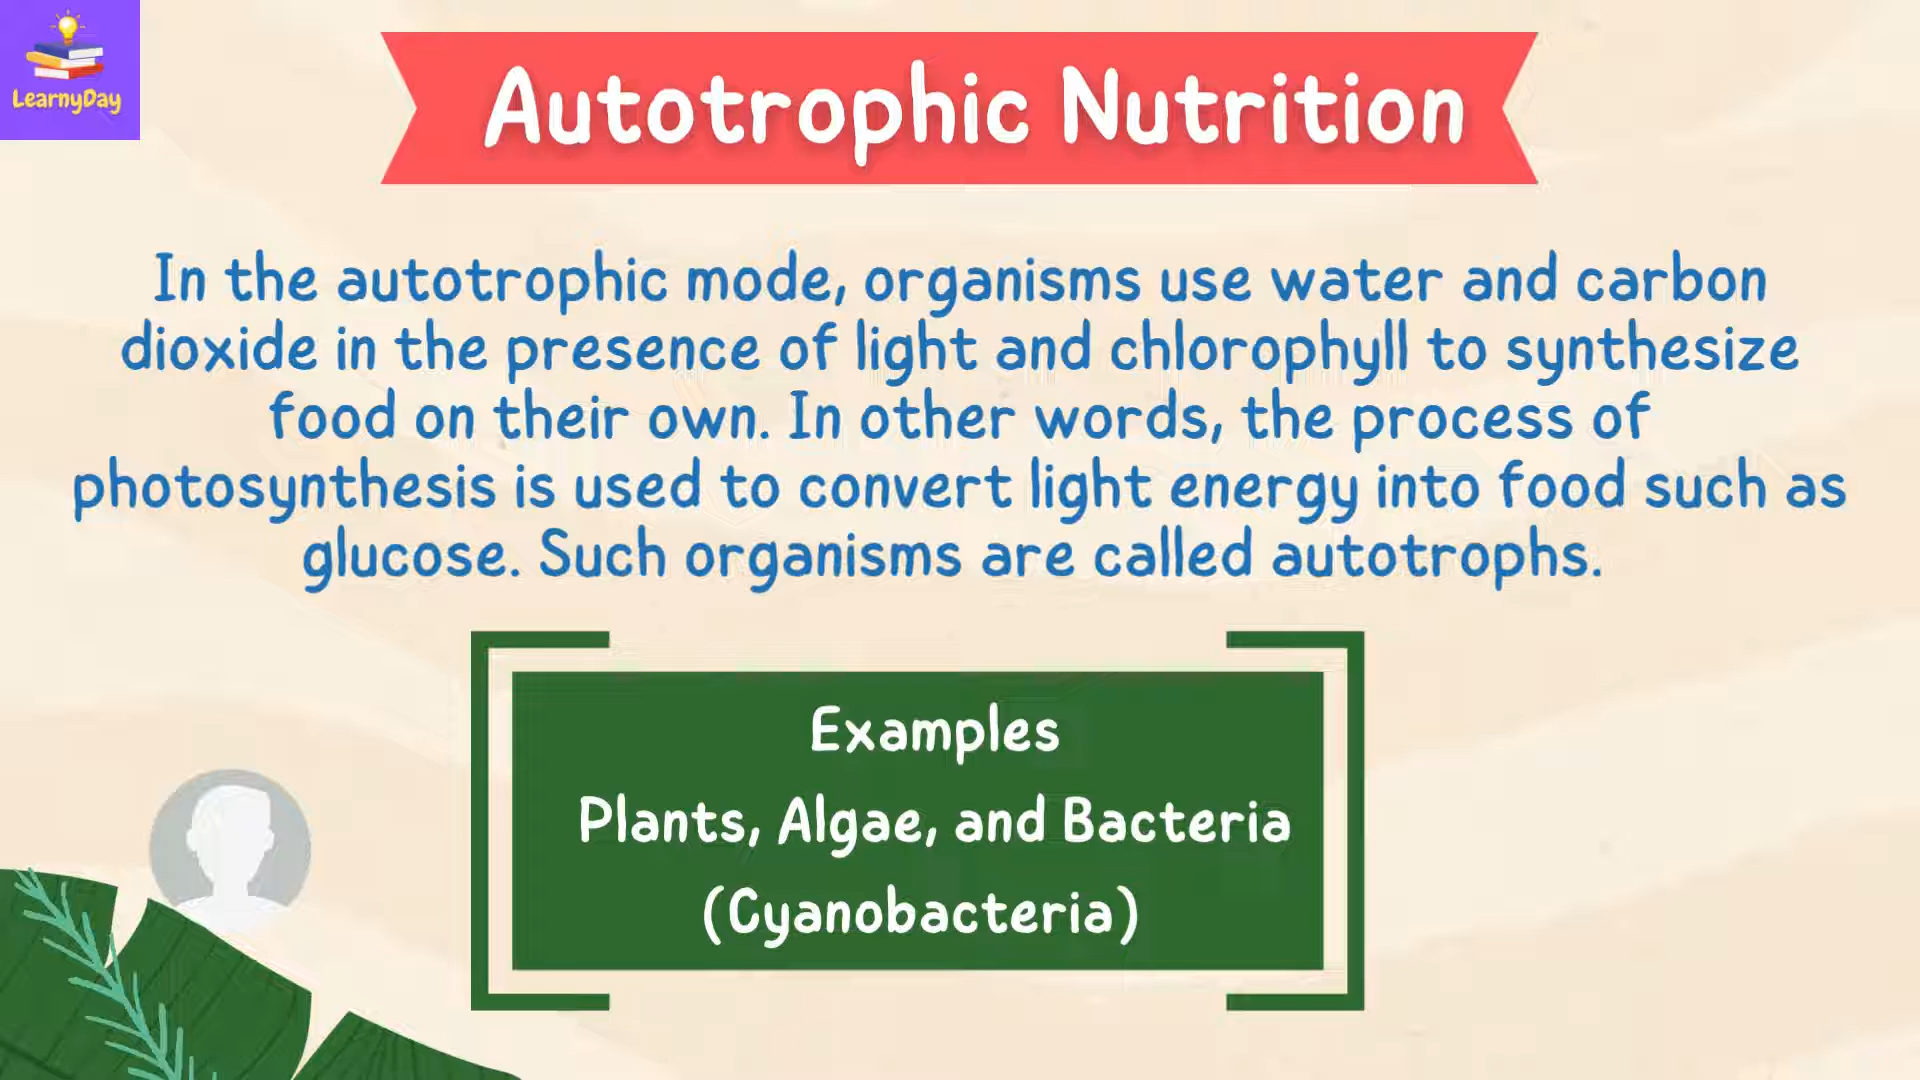 LearnyDay
Autotrophic Nutrition
In the autotrophic mode, organisms use water and carbon
dioxide in the presence of light and chlorophyll to synthesize
food on their own. In other words, the process of
photosynthesis is used to convert light energy into food such as
glucose. Such organisms are called autotrophs.
Examples
Plants, Algae, and Bacteria
(Cyanobacteria)